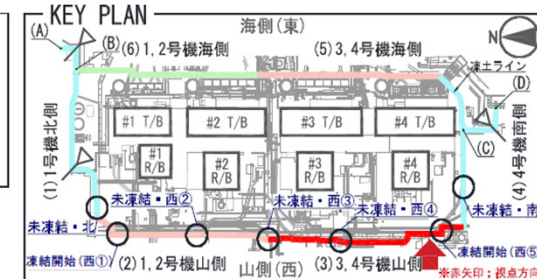 KEY PLAN
海側(東)
N
(A)
(B)
(6)1,2号機海側
(5)3,4号機海側
凍土ライン
(D)
#1 T/B
#2 T/B
#3 T/B
#4 T/B
(C)
(1)1号機北側
(4)4号機南側
#1
R/B
#2
R/B
#3
R/B
#4
R/B
未凍結・北
未凍結・西②
未凍結・西③
未凍結・西④
未凍結・南
凍結開始(西①)
(2)1,2号機山側
山側(西)
(3)3,4号機山側
凍結開始(西⑤)
※赤矢印:視点方向